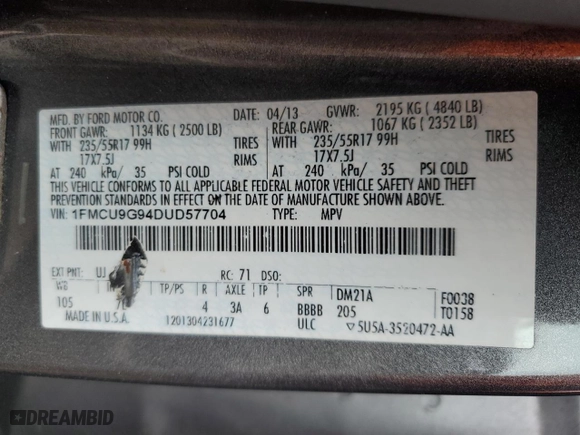 MFD. BY FORD MOTOR CO. 04/13 GVWR: 2195 KG ( 4840 LB)
FRONT GAWR: 1134 KG ( 2500 LB) REAR GAWR: 1067 KG ( 2352 LB)
WITH 235/55R17 99H TIRES WITH 235/55R17 99H TIRES
17X7.5J RIMS 17X7.5J RIMS
AT 240 kPa/ 35 PSI COLD AT 240 kPa/ 35 PSI COLD
THIS VEHICLE CONFORMS TO ALL APPLICABLE FEDERAL MOTOR VEHICLE SAFETY AND THEFT
PREVENTION STANDARDS IN EFFECT ON THE DATE OF MANUFACTURE SHOWN ABOVE.
VIN: 1FMCU9G94DUD57704 TYPE: MPV
EXT PNT: UJ RC: 71 DSO:
WB TP/PS R AXLE TP SPR DM21A F0038
105 4 3A 6 BBBB 205 T0158
MADE IN U.S.A. 1201304231677 ULC 5U5A-3520472-AA
DREAMBID